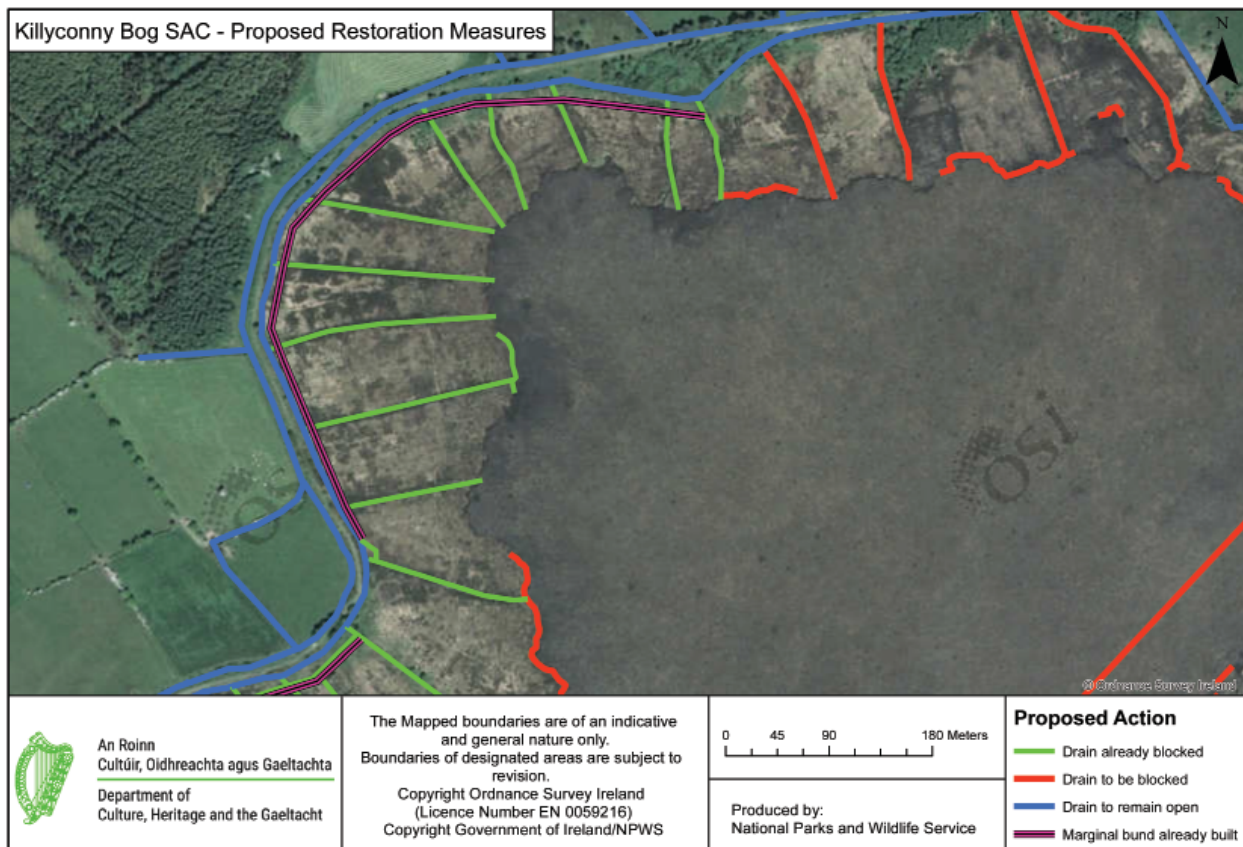 Killyconny Bog SAC - Proposed Restoration Measures
N
OSi
OSi
© Ordnance Survey Ireland
An Roinn
Cultúir, Oidhreachta agus Gaeltachta
Department of
Culture, Heritage and the Gaeltacht
The Mapped boundaries are of an indicative
and general nature only.
Boundaries of designated areas are subject to
revision.
Copyright Ordnance Survey Ireland
(Licence Number EN 0059216)
Copyright Government of Ireland/NPWS
0 45 90 180 Meters
Produced by:
National Parks and Wildlife Service
Proposed Action
Drain already blocked
Drain to be blocked
Drain to remain open
Marginal bund already built